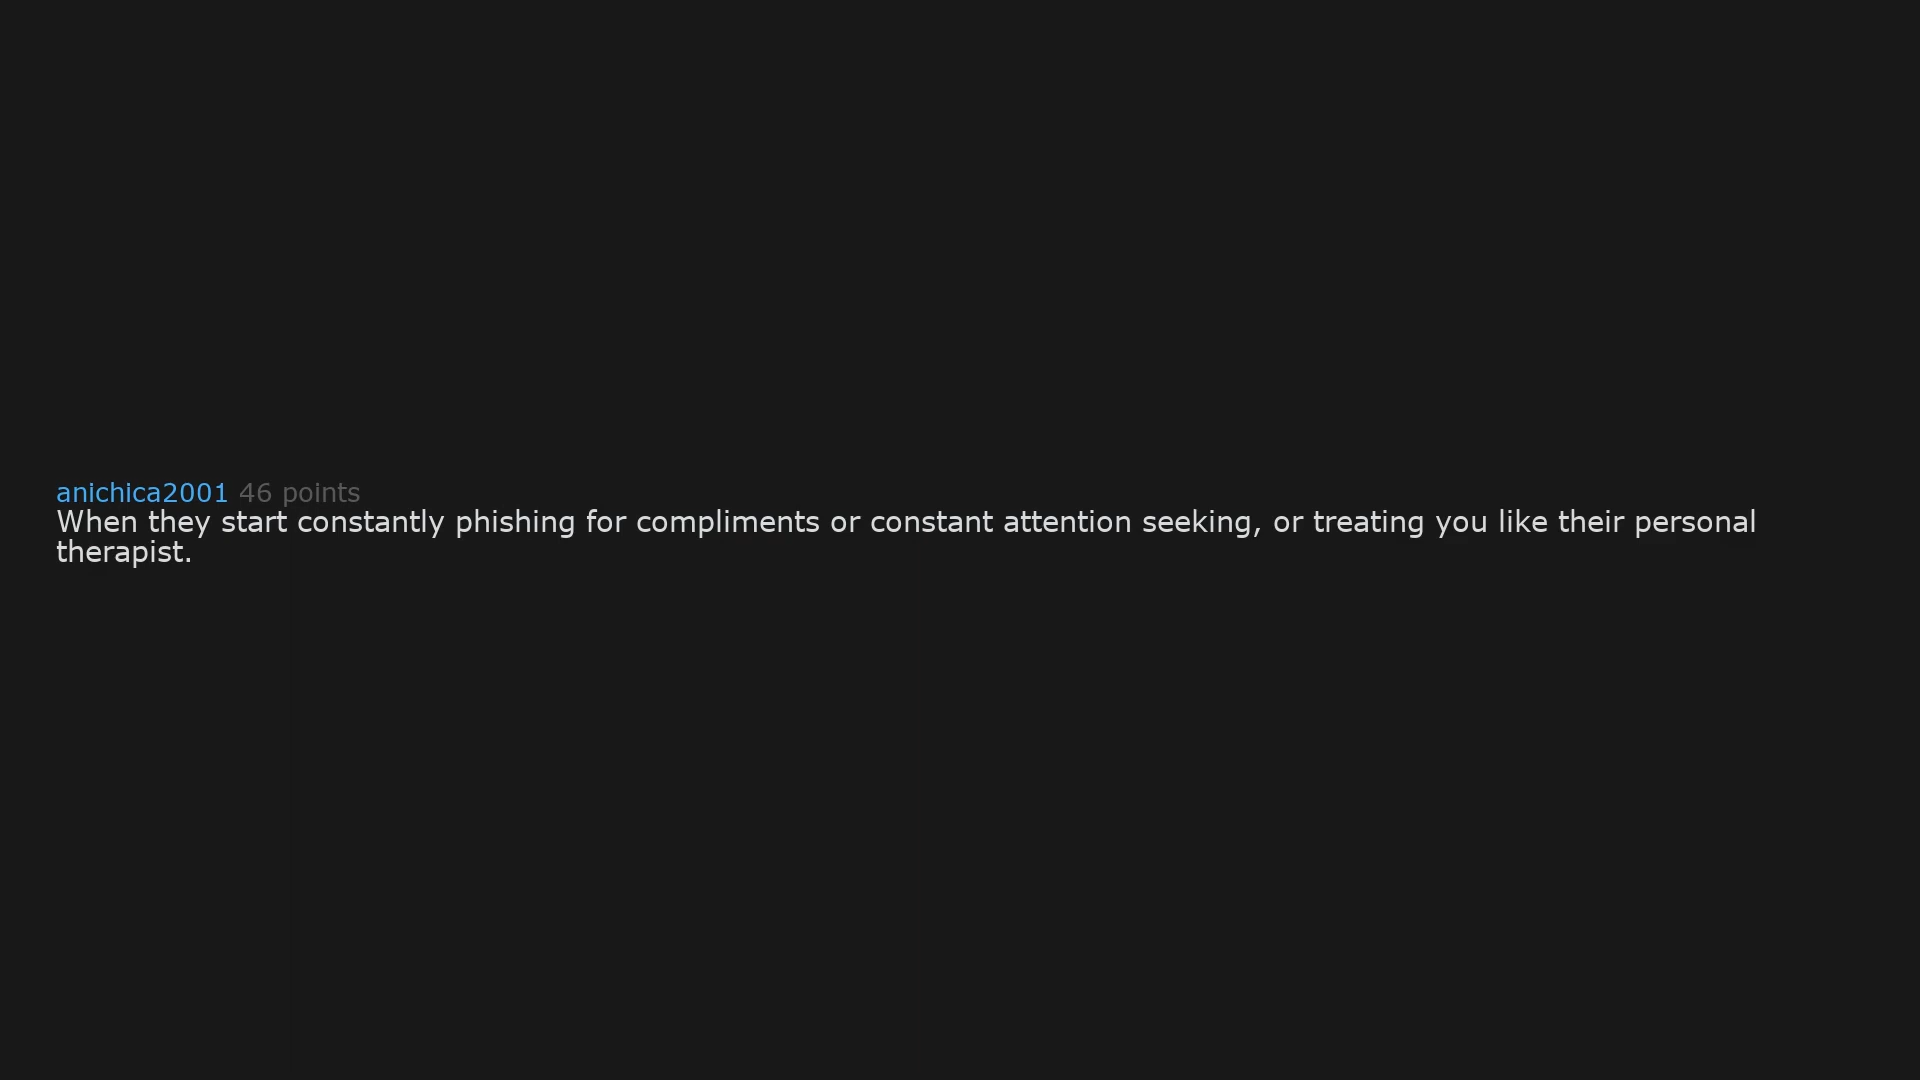 anichica2001 46 points
When they start constantly phishing for compliments or constant attention seeking, or treating you like their personal
therapist.